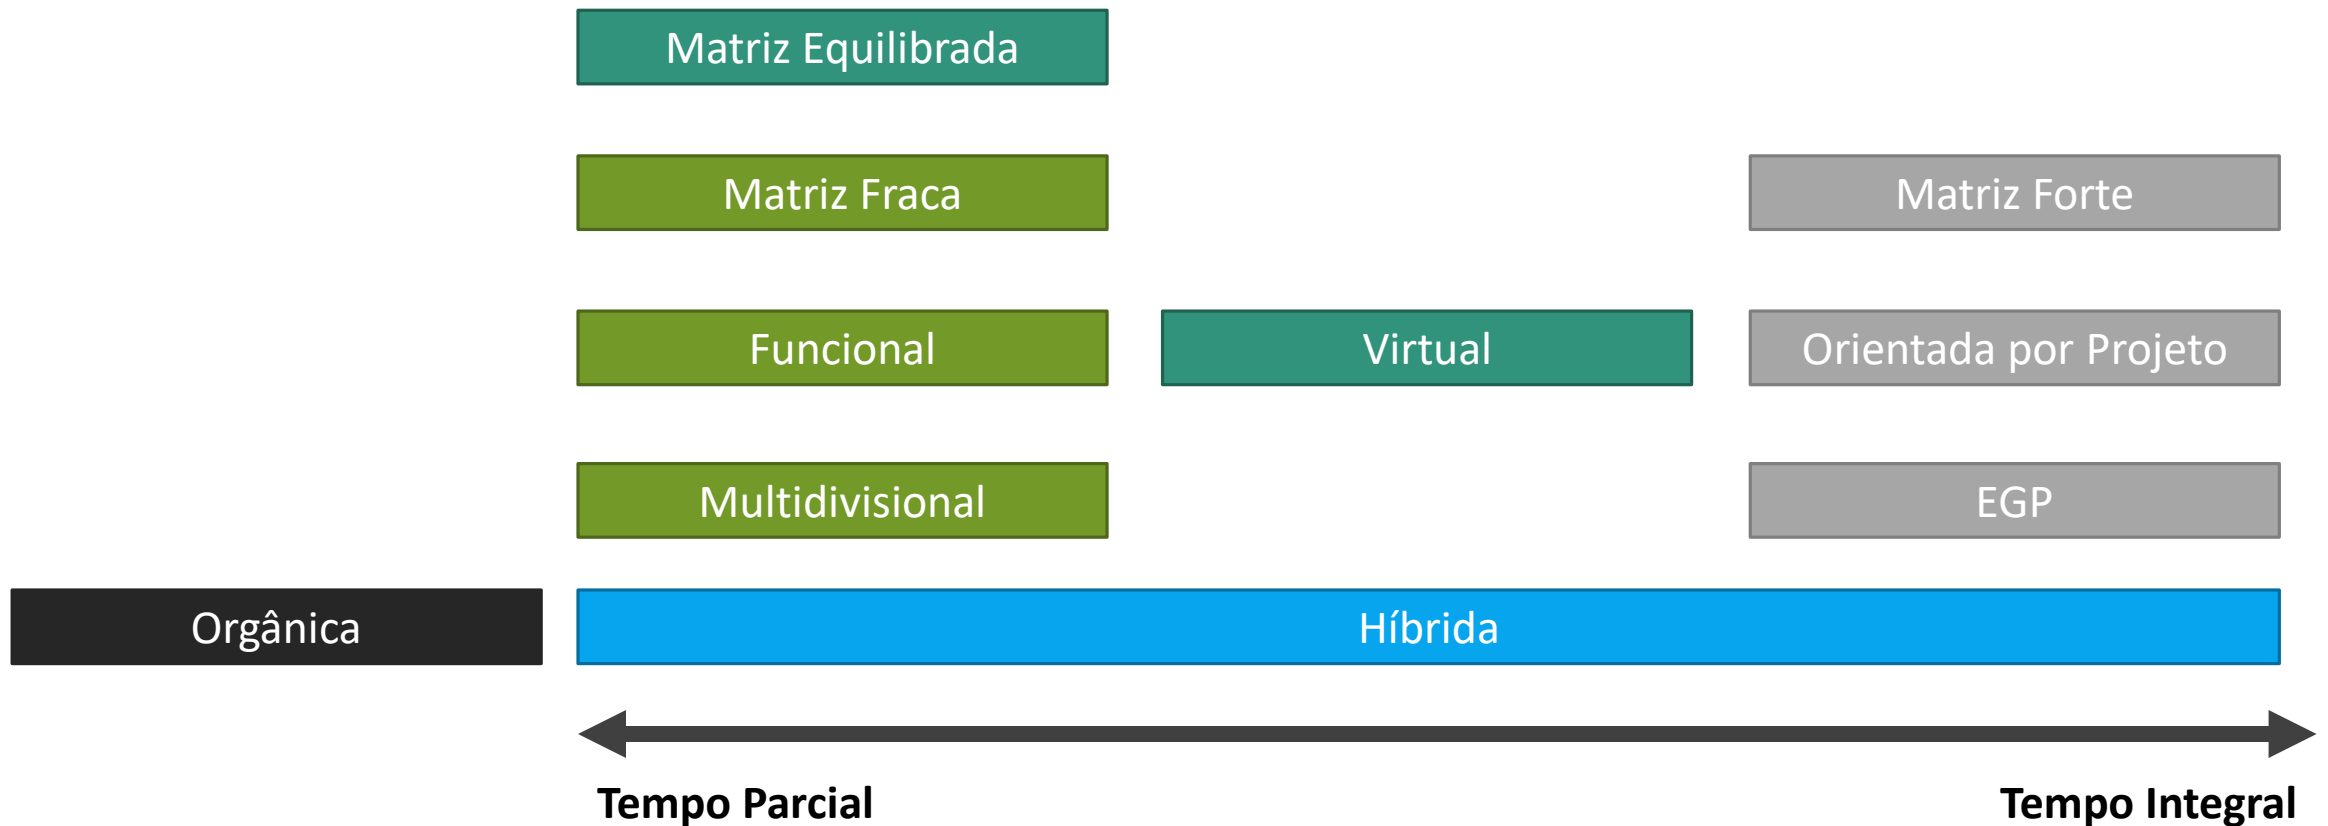 Matriz Equilibrada
Matriz Fraca
Matriz Forte
Funcional
Virtual
Orientada por Projeto
Multidivisional
EGP
Orgânica
Híbrida
Tempo Parcial
Tempo Integral